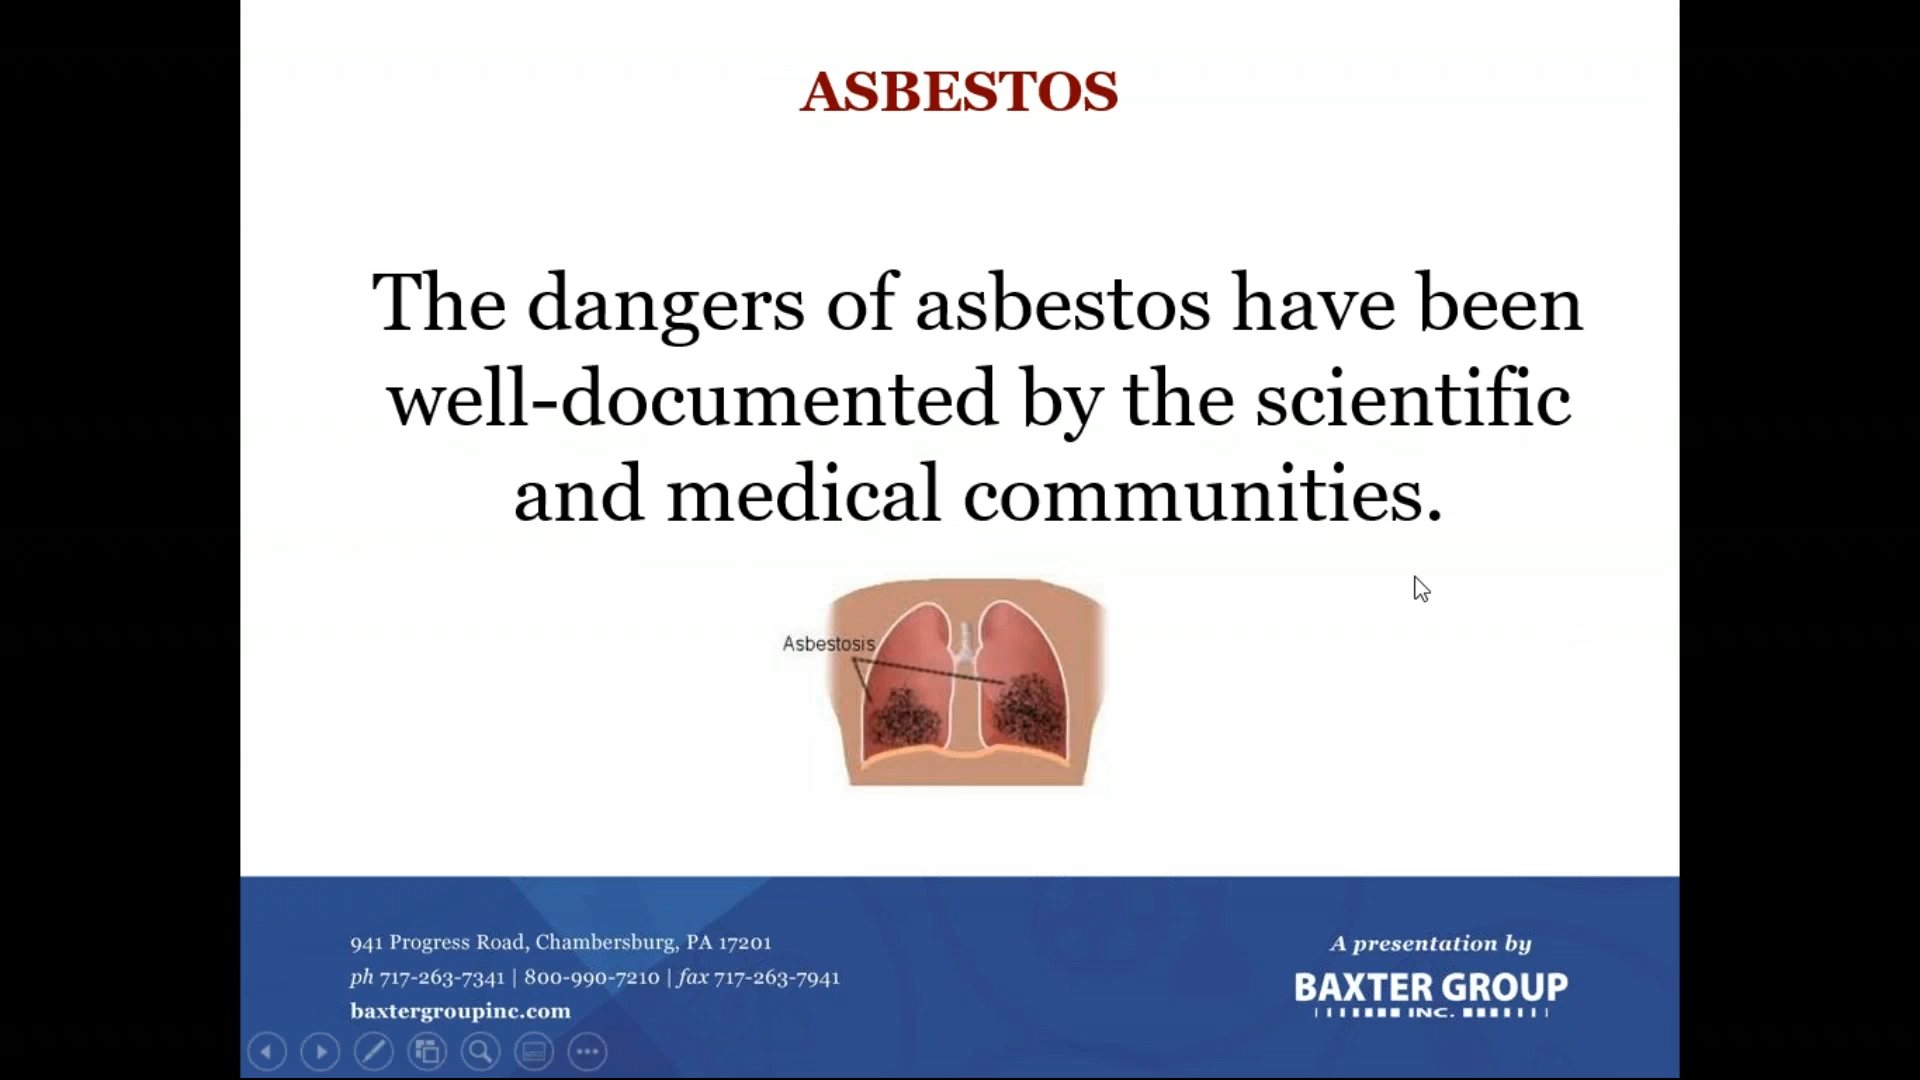 ASBESTOS
The dangers of asbestos have been
well-documented by the scientific
and medical communities.
Asbestosis
941 Progress Road, Chambersburg, PA 17201
ph 717-263-7341 | 800-990-7210 | fax 717-263-7941
baxtergroupinc.com
A presentation by
BAXTER GROUP
INC.